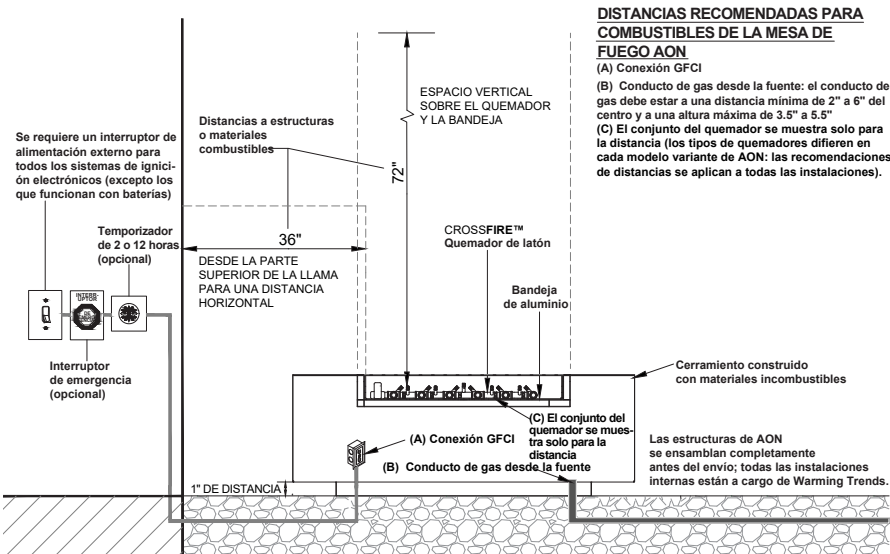 DISTANCIAS RECOMENDADAS PARA
COMBUSTIBLES DE LA MESA DE
FUEGO AON
(A) Conexión GFCI
(B) Conducto de gas desde la fuente: el conducto de
gas debe estar a una distancia mínima de 2" a 6" del
centro y a una altura máxima de 3.5" a 5.5"
(C) El conjunto del quemador se muestra solo para
la distancia (los tipos de quemadores difieren en
cada modelo variante de AON: las recomendaciones
de distancias se aplican a todas las instalaciones).
ESPACIO VERTICAL
SOBRE EL QUEMADOR
Y LA BANDEJA
72"
Distancias a estructuras
o materiales
combustibles
Se requiere un interruptor de
alimentación externo para
todos los sistemas de ignici-
ón electrónicos (excepto los
que funcionan con baterías)
Temporizador
de 2 o 12 horas
(opcional)
36"
DESDE LA PARTE
SUPERIOR DE LA LLAMA
PARA UNA DISTANCIA
HORIZONTAL
CROSSFIRE™
Quemador de latón
Bandeja
de aluminio
INTERR-
UPTOR
Interruptor
de emergencia
(opcional)
Cerramiento construido
con materiales incombustibles
(C) El conjunto del
quemador se mues-
tra solo para la
distancia
(A) Conexión GFCI
(B) Conducto de gas desde la fuente
Las estructuras de AON
se ensamblan completamente
antes del envío; todas las instalaciones
internas están a cargo de Warming Trends.
1" DE DISTANCIA